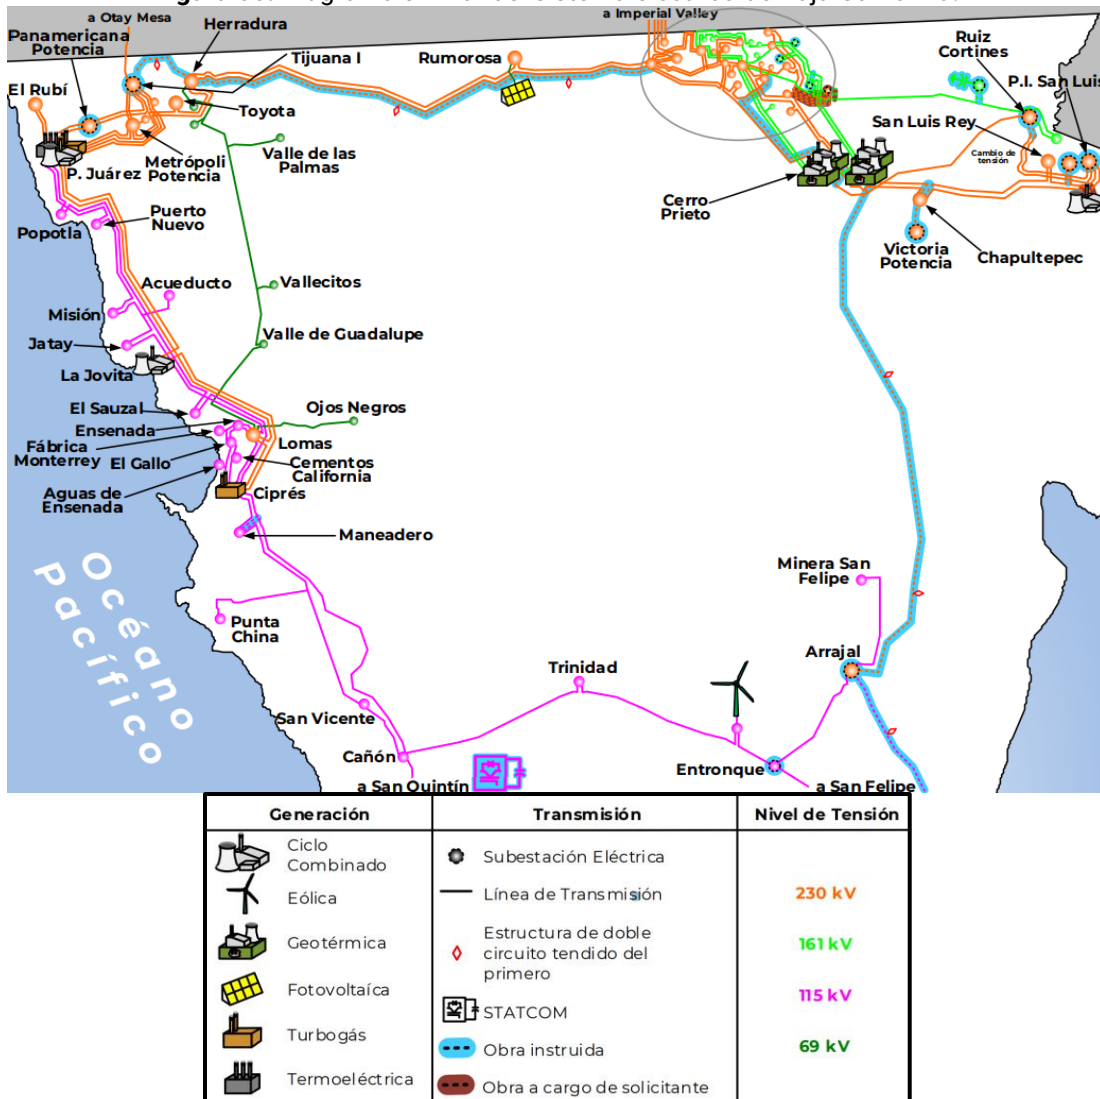 a Otay Mesa
a Imperial Valley
Herradura
Panamericana
Potencia
Tijuana I
Rumorosa
Ruiz
Cortines
P.I. San Luis
El Rubí
Toyota
San Luis Rey
Valle de las
Palmas
Metrópoli
Potencia
Cambio de
tensión
P. Juárez
Cerro
Prieto
Puerto
Nuevo
Popotla
Victoria
Potencia
Chapultepec
Acueducto
Vallecitos
Misión
Valle de Guadalupe
Jatay
La Jovita
El Sauzal
Ojos Negros
Ensenada
Fábrica
Monterrey
Lomas
El Gallo
Cementos
California
Aguas de
Ensenada
Ciprés
Maneadero
Océano
Pacífico
Minera San
Felipe
Punta
China
Arrajal
Trinidad
San Vicente
Cañón
Entronque
a San Quintín
a San Felipe
Generación
Transmisión
Nivel de Tensión
Ciclo
Combinado
Subestación Eléctrica
Eólica
Línea de Transmisión
230 kV
Geotérmica
Estructura de doble
circuito tendido del
primero
161 kV
Fotovoltaíca
STATCOM
115 kV
Turbogás
Obra instruida
69 kV
Termoeléctrica
Obra a cargo de solicitante